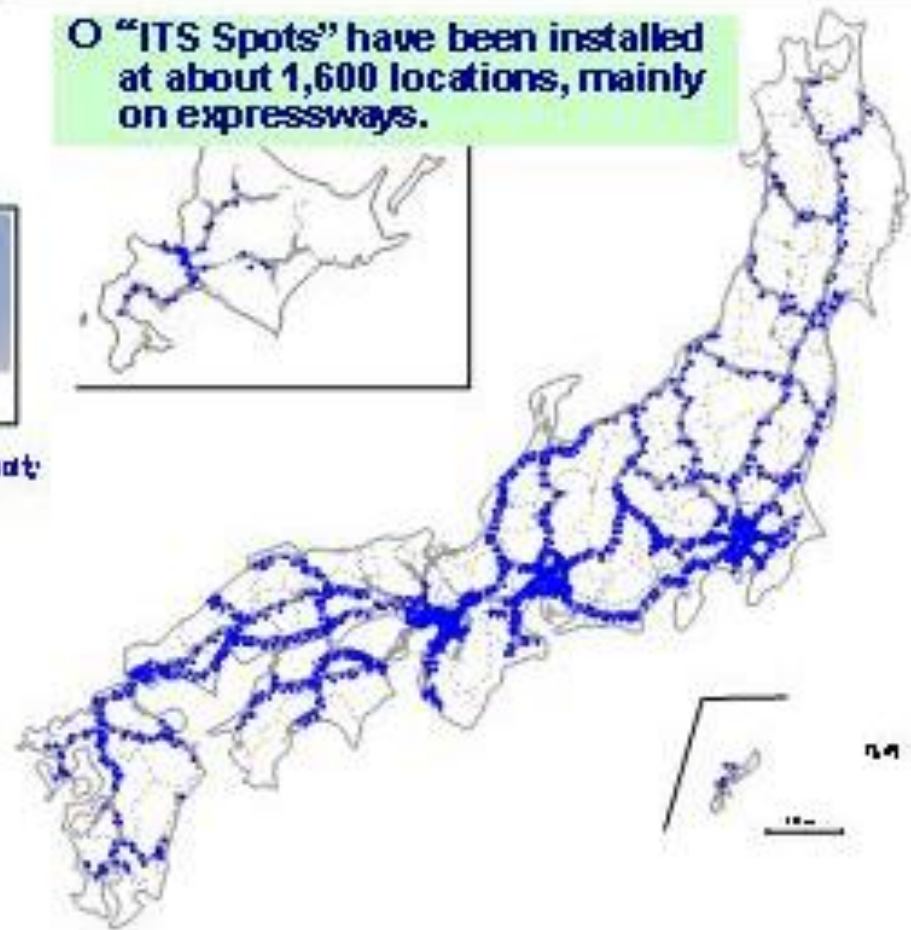 O “ITS Spots” have been installed
at about 1,600 locations, mainly
on expressways.